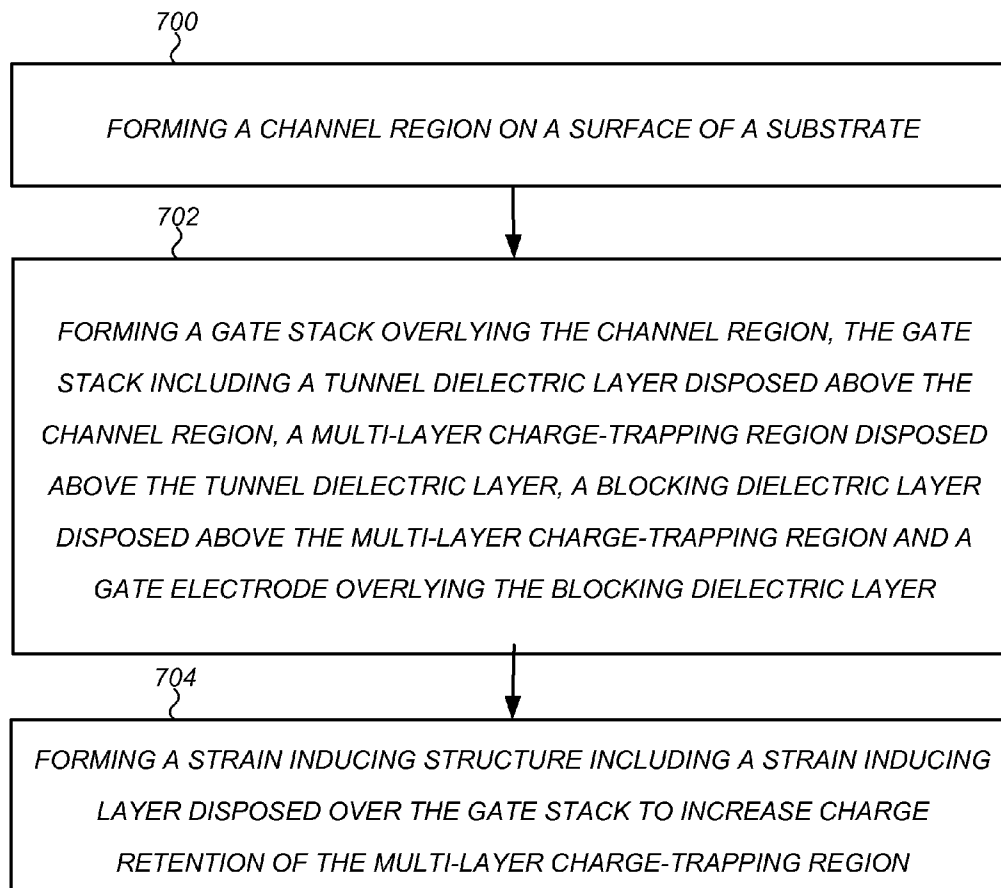 700
FORMING A CHANNEL REGION ON A SURFACE OF A SUBSTRATE
702
FORMING A GATE STACK OVERLYING THE CHANNEL REGION, THE GATE
STACK INCLUDING A TUNNEL DIELECTRIC LAYER DISPOSED ABOVE THE
CHANNEL REGION, A MULTI-LAYER CHARGE-TRAPPING REGION DISPOSED
ABOVE THE TUNNEL DIELECTRIC LAYER, A BLOCKING DIELECTRIC LAYER
DISPOSED ABOVE THE MULTI-LAYER CHARGE-TRAPPING REGION AND A
GATE ELECTRODE OVERLYING THE BLOCKING DIELECTRIC LAYER
704
FORMING A STRAIN INDUCING STRUCTURE INCLUDING A STRAIN INDUCING
LAYER DISPOSED OVER THE GATE STACK TO INCREASE CHARGE
RETENTION OF THE MULTI-LAYER CHARGE-TRAPPING REGION